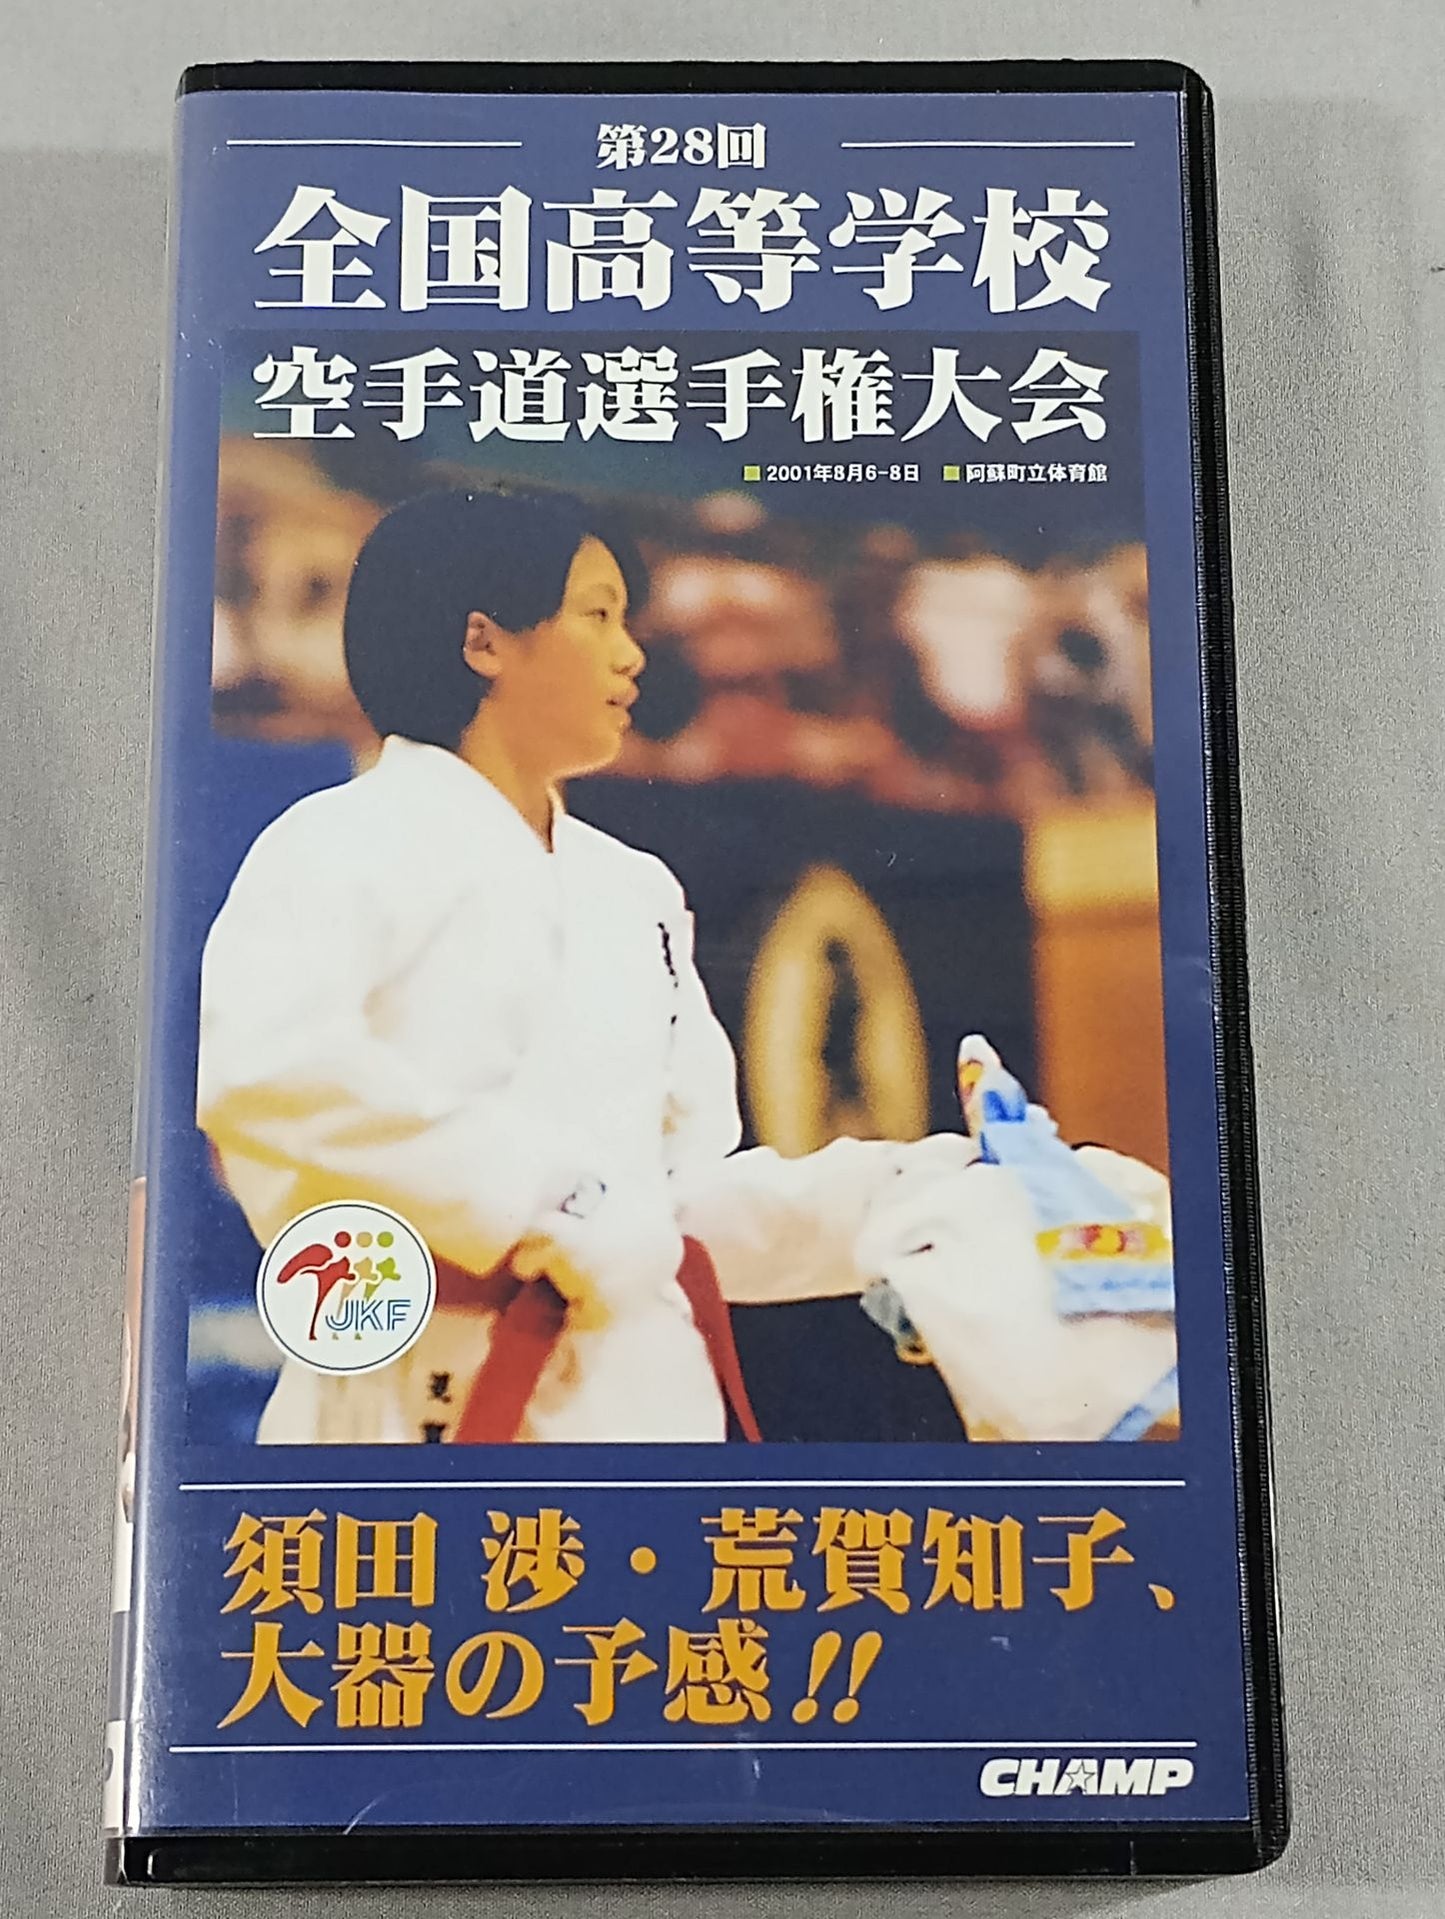 第28回
全国高等学校
空手道選手権大会
■2001年8月6-8日 ■阿蘇町立体育館
JKF
須田 渉・荒賀知子、
大器の予感!!
CHAMP